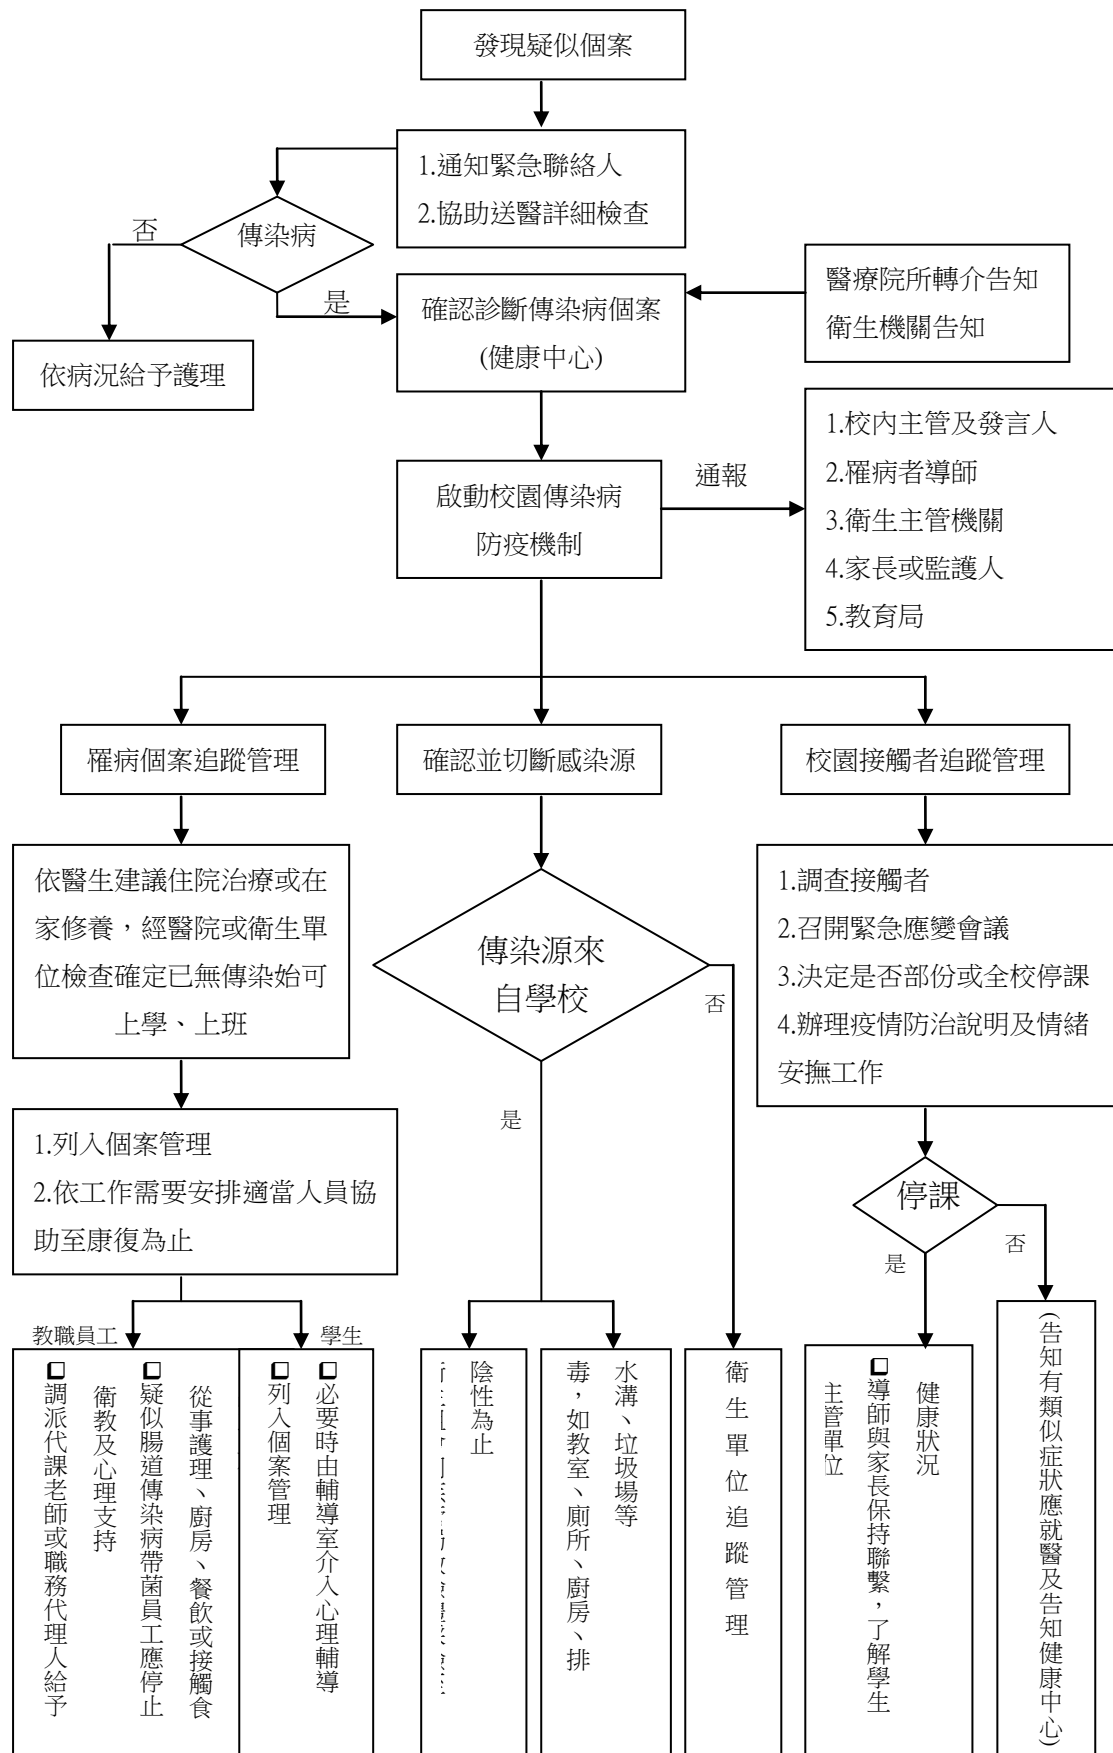 發現疑似個案
1.通知緊急聯絡人
2.協助送醫詳細檢查
傳染病
否
是
依病況給予護理
確認診斷傳染病個案
(健康中心)
醫療院所轉介告知
衛生機關告知
啟動校園傳染病
防疫機制
通報
1.校內主管及發言人
2.罹病者導師
3.衛生主管機關
4.家長或監護人
5.教育局
罹病個案追蹤管理
確認並切斷感染源
校園接觸者追蹤管理
依醫生建議住院治療或在
家修養，經醫院或衛生單
位檢查確定已無傳染始可
上學、上班
1.列入個案管理
2.依工作需要安排適當人員協
助至康復為止
傳染源來
自學校
否
是
1.調查接觸者
2.召開緊急應變會議
3.決定是否部份或全校停課
4.辦理疫情防治說明及情緒
安撫工作
停課
是
否
教職員工
學生
❑調派代課老師或職務代理人給予
衛教及心理支持
❑疑似腸道傳染病帶菌員工應停止
從事護理、廚房、餐飲或接觸食
❑列入個案管理
❑必要時由輔導室介入心理輔導
陰性為止
毒，如教室、廁所、廚房、排
水溝、垃圾場等
衛生單位追蹤管理
主管單位
❑導師與家長保持聯繫，了解學生
健康狀況
(告知有類似症狀應就醫及告知健康中心)